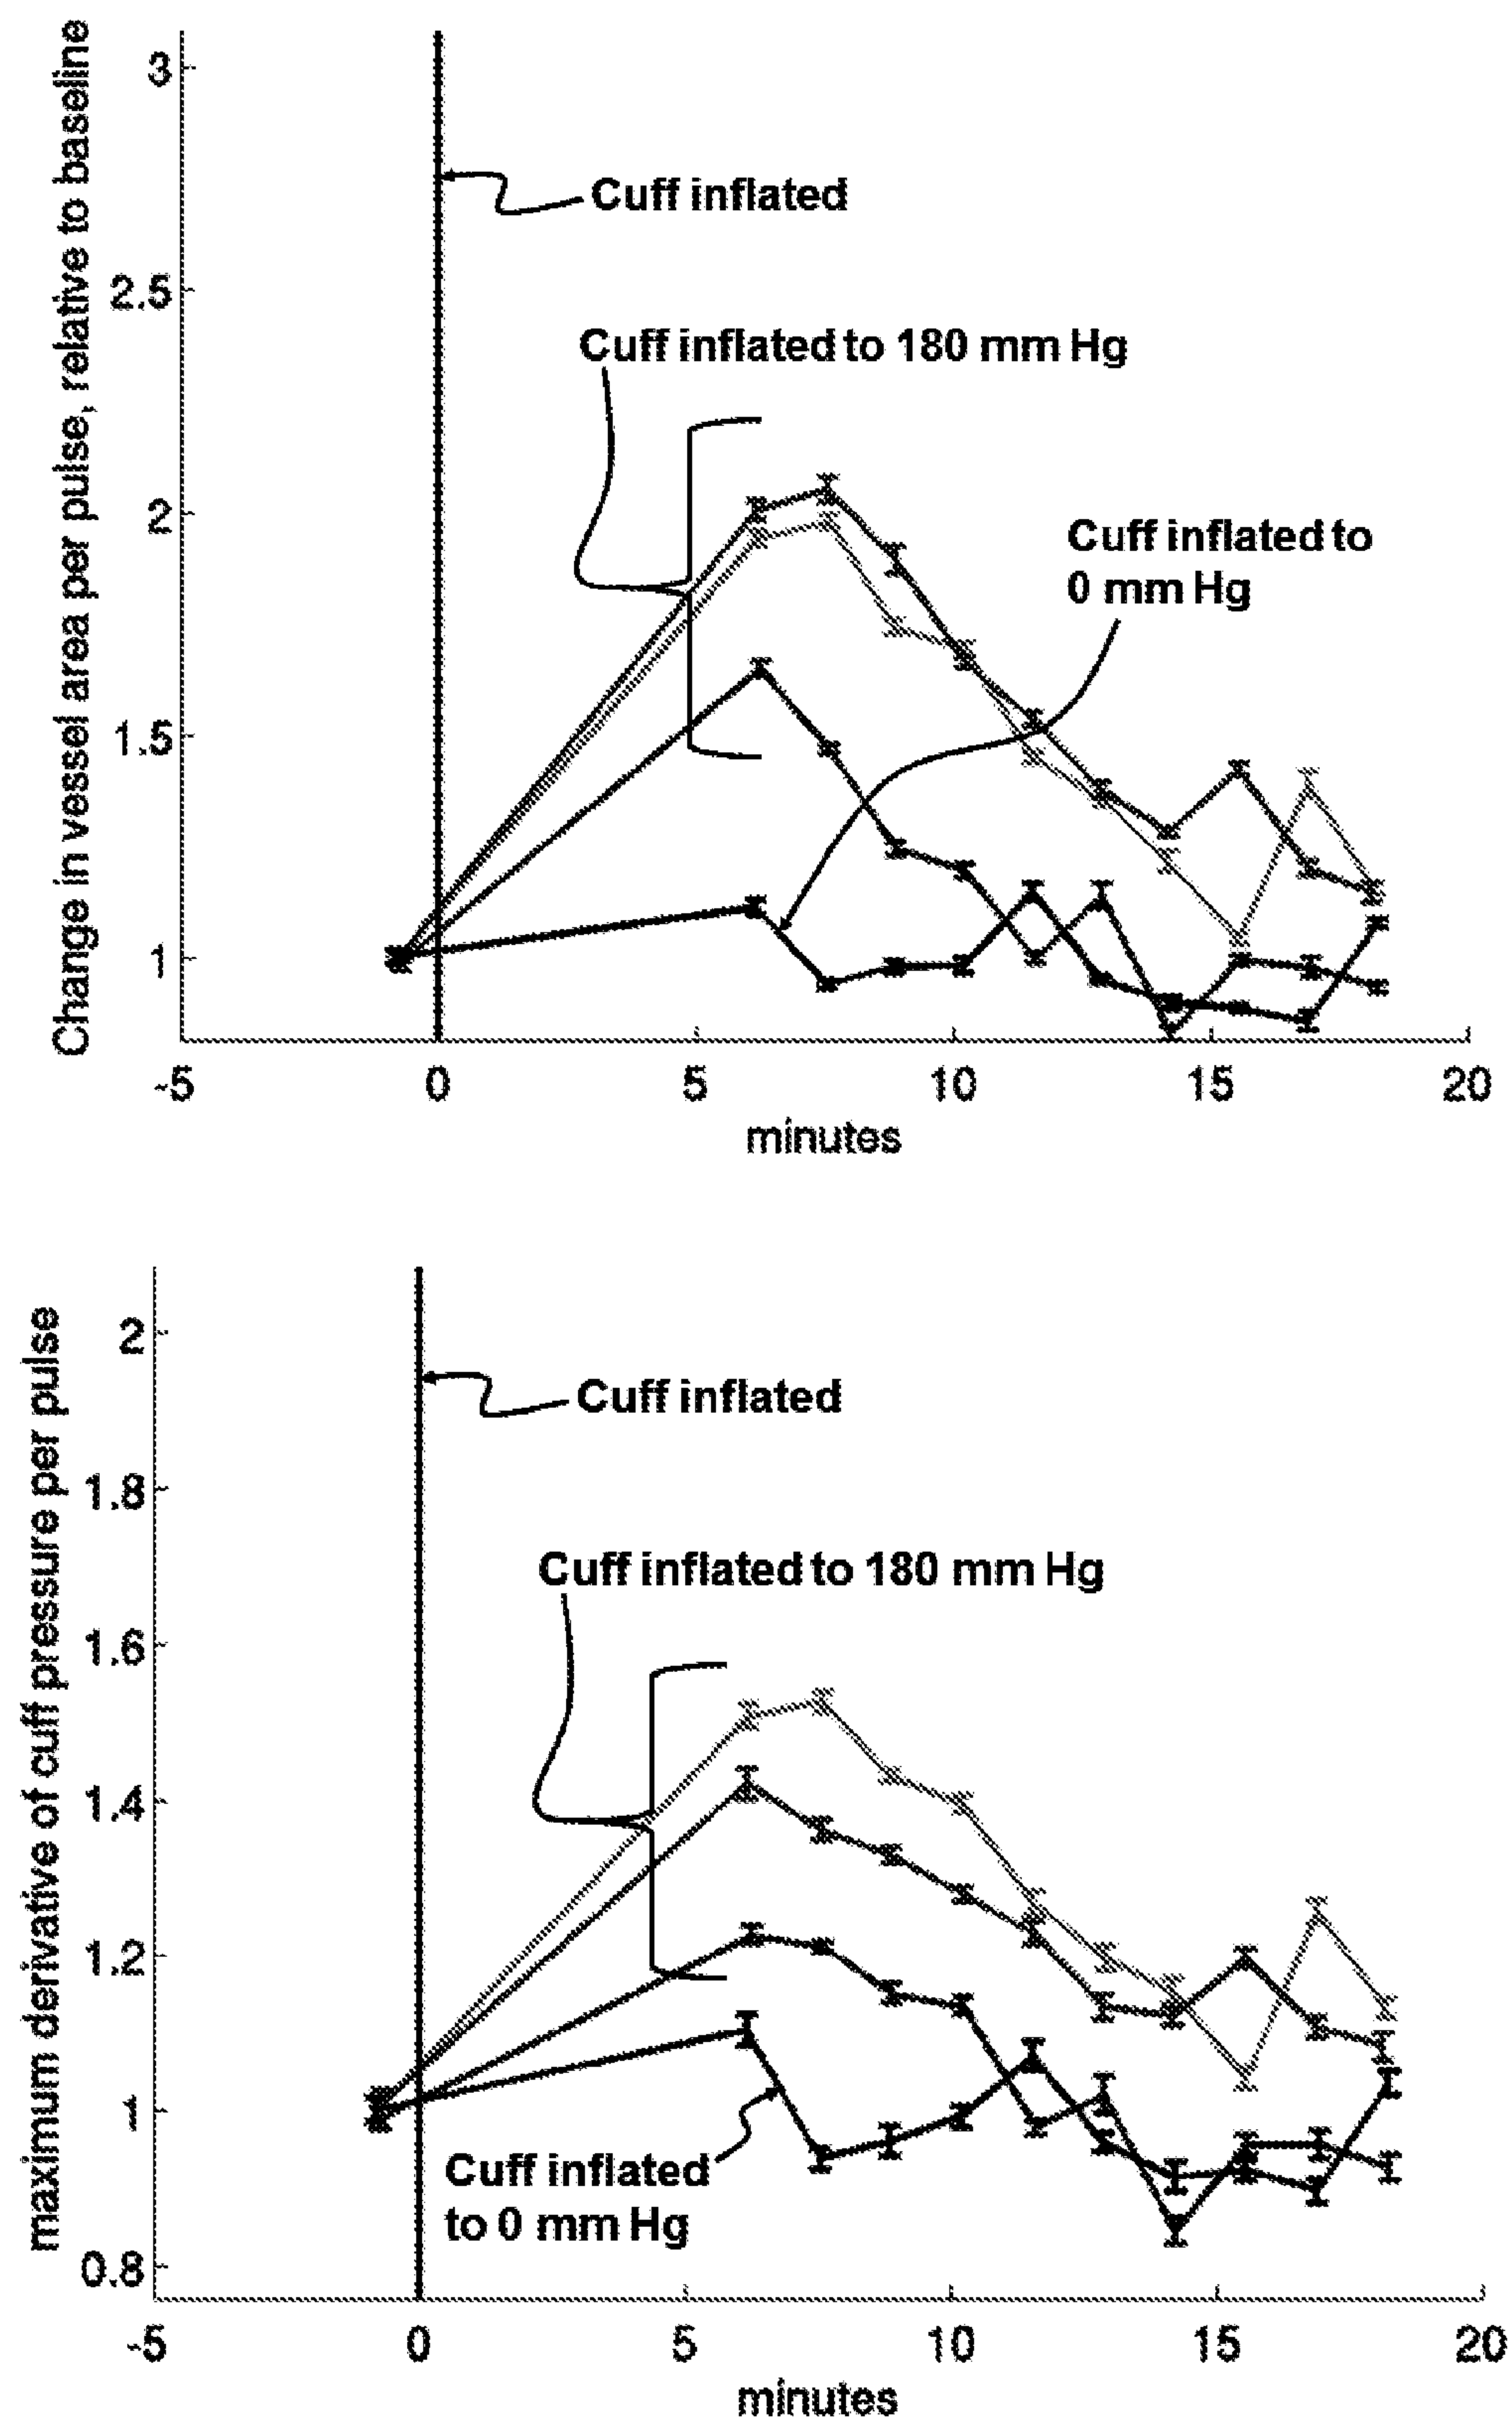 Change in vessel area per pulse, relative to baseline
3
2.5
2
1.5
1
Cuff inflated
Cuff inflated to 180 mm Hg
Cuff inflated to
0 mm Hg
-5 0 5 10 15 20
minutes
maximum derivative of cuff pressure per pulse
2
1.8
1.6
1.4
1.2
1
0.8
Cuff inflated
Cuff inflated to 180 mm Hg
Cuff inflated
to 0 mm Hg
-5 0 5 10 15 20
minutes